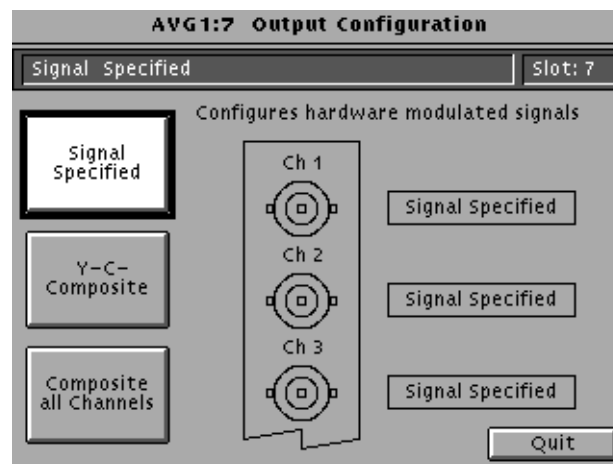 AVG1:7 Output Configuration
Signal Specified
Slot: 7
Configures hardware modulated signals
Signal
Specified
Y-C-
Composite
Composite
all Channels
Ch 1
Signal Specified
Ch 2
Signal Specified
Ch 3
Signal Specified
Quit